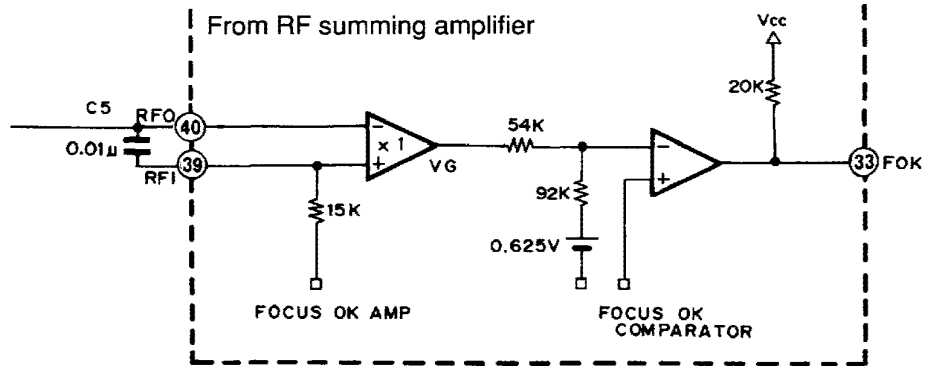 From RF summing amplifier
Vcc
20K
C5
RFO
40
54K
0.01µ
× 1
−
+
VG
−
+
39
RFI
33
FOK
15K
92K
0.625V
FOCUS OK AMP
FOCUS OK
COMPARATOR